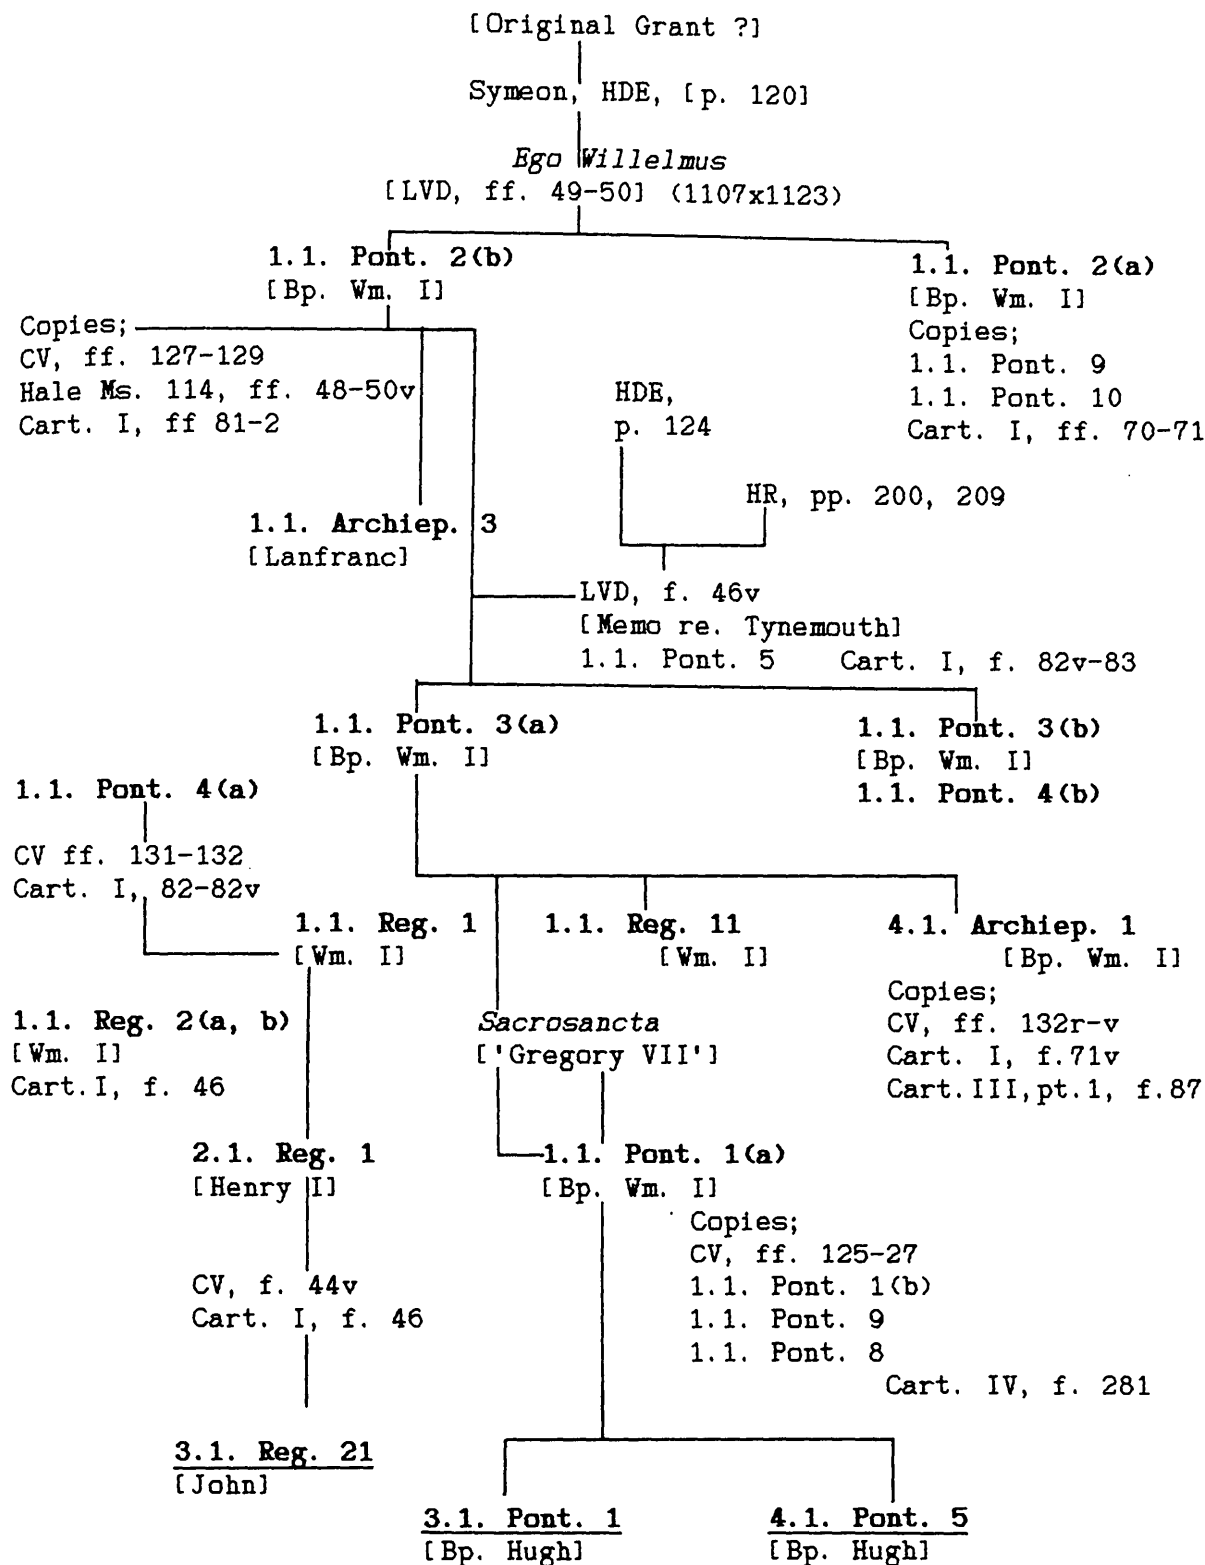 [Original Grant ?]
Symeon, HDE, [p. 120]
Ego Willelmus
[LVD, ff. 49-50] (1107x1123)
1.1. Pont. 2(b)
[Bp. Wm. I]
1.1. Pont. 2(a)
[Bp. Wm. I]
Copies;
1.1. Pont. 9
1.1. Pont. 10
Cart. I, ff. 70-71
Copies;
CV, ff. 127-129
Hale Ms. 114, ff. 48-50v
Cart. I, ff 81-2
HDE,
p. 124
HR, pp. 200, 209
1.1. Archiep. 3
[Lanfranc]
LVD, f. 46v
[Memo re. Tynemouth]
1.1. Pont. 5 Cart. I, f. 82v-83
1.1. Pont. 3(a)
[Bp. Wm. I]
1.1. Pont. 3(b)
[Bp. Wm. I]
1.1. Pont. 4(b)
1.1. Pont. 4(a)
CV ff. 131-132
Cart. I, 82-82v
1.1. Reg. 1
[Wm. I]
1.1. Reg. 11
[Wm. I]
4.1. Archiep. 1
[Bp. Wm. I]
Copies;
CV, ff. 132r-v
Cart. I, f.71v
Cart.III,pt.1, f.87
1.1. Reg. 2(a, b)
[Wm. I]
Cart.I, f. 46
Sacrosancta
['Gregory VII']
2.1. Reg. 1
[Henry I]
1.1. Pont. 1(a)
[Bp. Wm. I]
Copies;
CV, ff. 125-27
1.1. Pont. 1(b)
1.1. Pont. 9
1.1. Pont. 8
Cart. IV, f. 281
CV, f. 44v
Cart. I, f. 46
3.1. Reg. 21
[John]
3.1. Pont. 1
[Bp. Hugh]
4.1. Pont. 5
[Bp. Hugh]